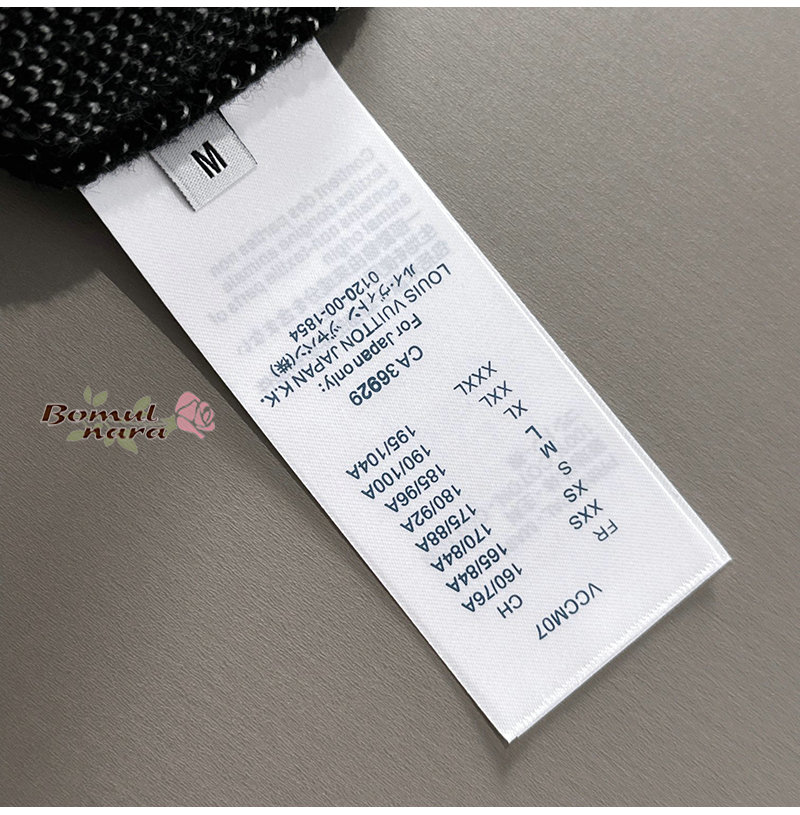 M
VCCM07
FR CH
XXS 160/76A
XS 165/84A
S 170/84A
M 175/88A
L 180/92A
XL 185/96A
XXL 190/100A
XXXL 195/104A
CA 36929
For Japan only:
LOUIS VUITTON JAPAN K.K.
ルイ・ヴィトン ジャパン(株)
0120-00-1854
Bomul
nara